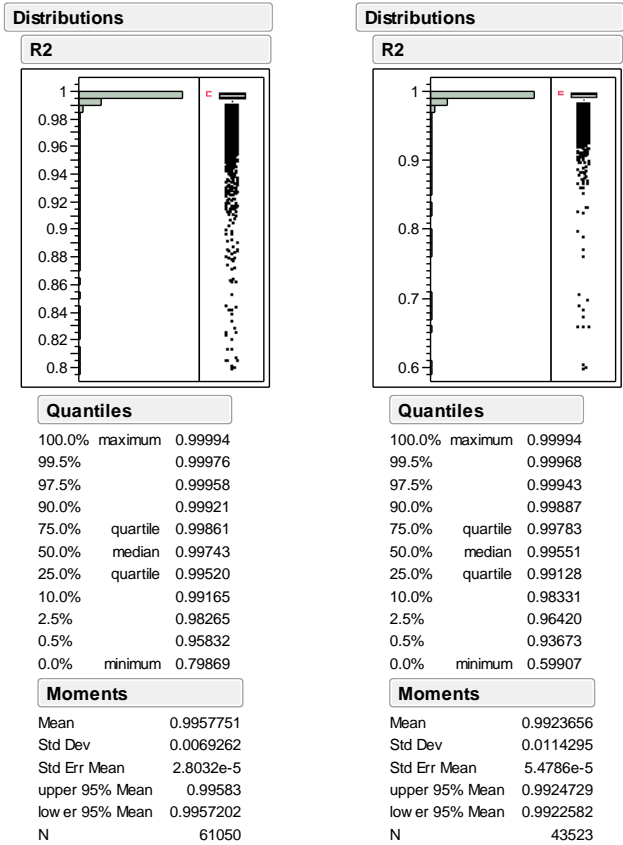 Distributions
R2
1
0.98
0.96
0.94
0.92
0.9
0.88
0.86
0.84
0.82
0.8
Quantiles
100.0% maximum 0.99994
99.5% 0.99976
97.5% 0.99958
90.0% 0.99921
75.0% quartile 0.99861
50.0% median 0.99743
25.0% quartile 0.99520
10.0% 0.99165
2.5% 0.98265
0.5% 0.95832
0.0% minimum 0.79869
Moments
Mean 0.9957751
Std Dev 0.0069262
Std Err Mean 2.8032e-5
upper 95% Mean 0.99583
lower 95% Mean 0.9957202
N 61050
Distributions
R2
1
0.9
0.8
0.7
0.6
Quantiles
100.0% maximum 0.99994
99.5% 0.99968
97.5% 0.99943
90.0% 0.99887
75.0% quartile 0.99783
50.0% median 0.99551
25.0% quartile 0.99128
10.0% 0.98331
2.5% 0.96420
0.5% 0.93673
0.0% minimum 0.59907
Moments
Mean 0.9923656
Std Dev 0.0114295
Std Err Mean 5.4786e-5
upper 95% Mean 0.9924729
lower 95% Mean 0.9922582
N 43523